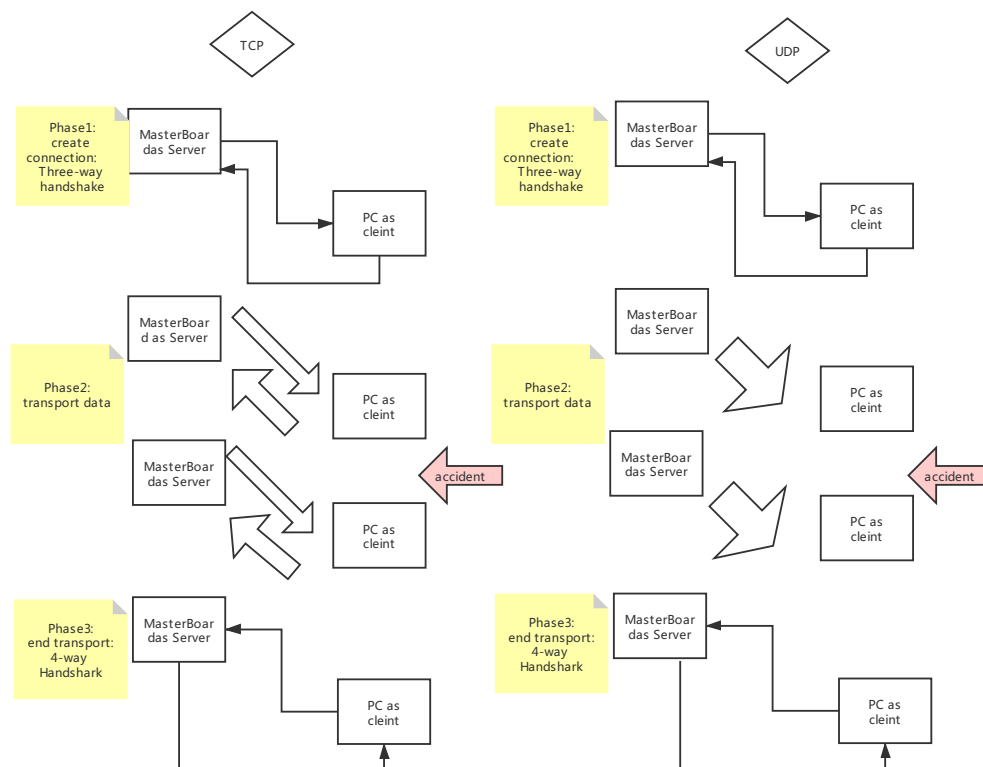 TCP
UDP
Phase1:
create
connection:
Three-way
handshake
MasterBoar
das Server
PC as
cleint
Phase1:
create
connection:
Three-way
handshake
MasterBoar
das Server
PC as
cleint
MasterBoar
d as Server
Phase2:
transport data
PC as
cleint
MasterBoar
das Server
accident
PC as
cleint
MasterBoar
das Server
Phase2:
transport data
PC as
cleint
MasterBoar
das Server
accident
PC as
cleint
Phase3:
end transport:
4-way
Handshark
MasterBoar
das Server
PC as
cleint
Phase3:
end transport:
4-way
Handshark
MasterBoar
das Server
PC as
cleint